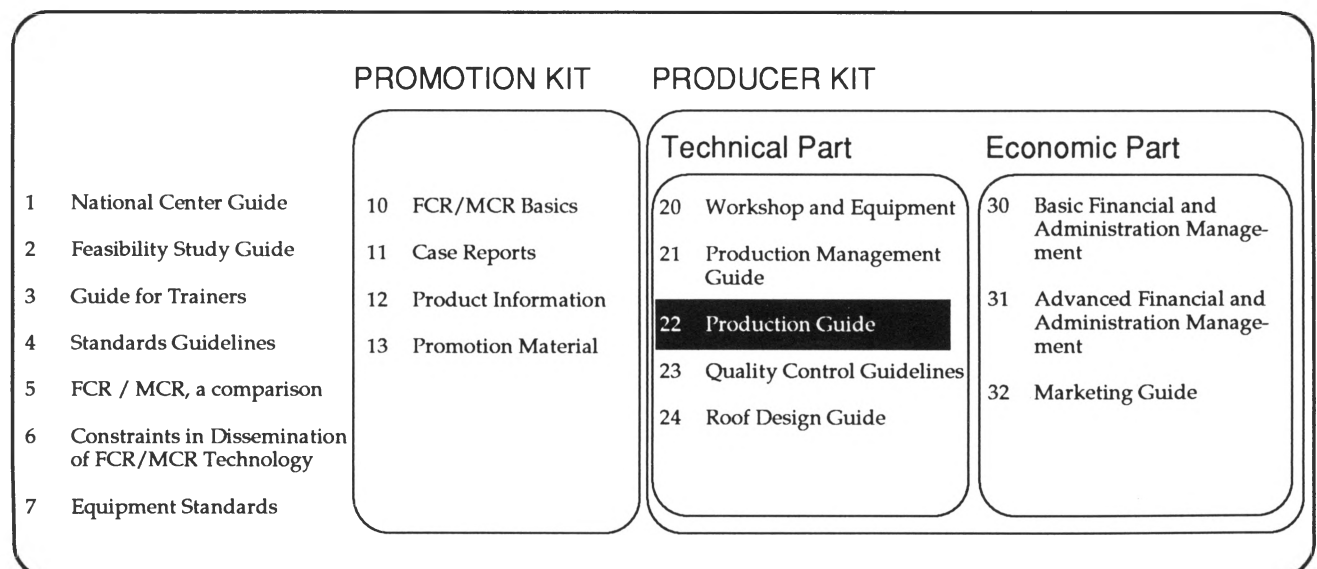 PROMOTION KIT
PRODUCER KIT
Technical Part
Economic Part
1 National Center Guide
2 Feasibility Study Guide
3 Guide for Trainers
4 Standards Guidelines
5 FCR / MCR, a comparison
6 Constraints in Dissemination
of FCR/MCR Technology
7 Equipment Standards
10 FCR/MCR Basics
11 Case Reports
12 Product Information
13 Promotion Material
20 Workshop and Equipment
21 Production Management
Guide
22 Production Guide
23 Quality Control Guidelines
24 Roof Design Guide
30 Basic Financial and
Administration Manage-
ment
31 Advanced Financial and
Administration Manage-
ment
32 Marketing Guide